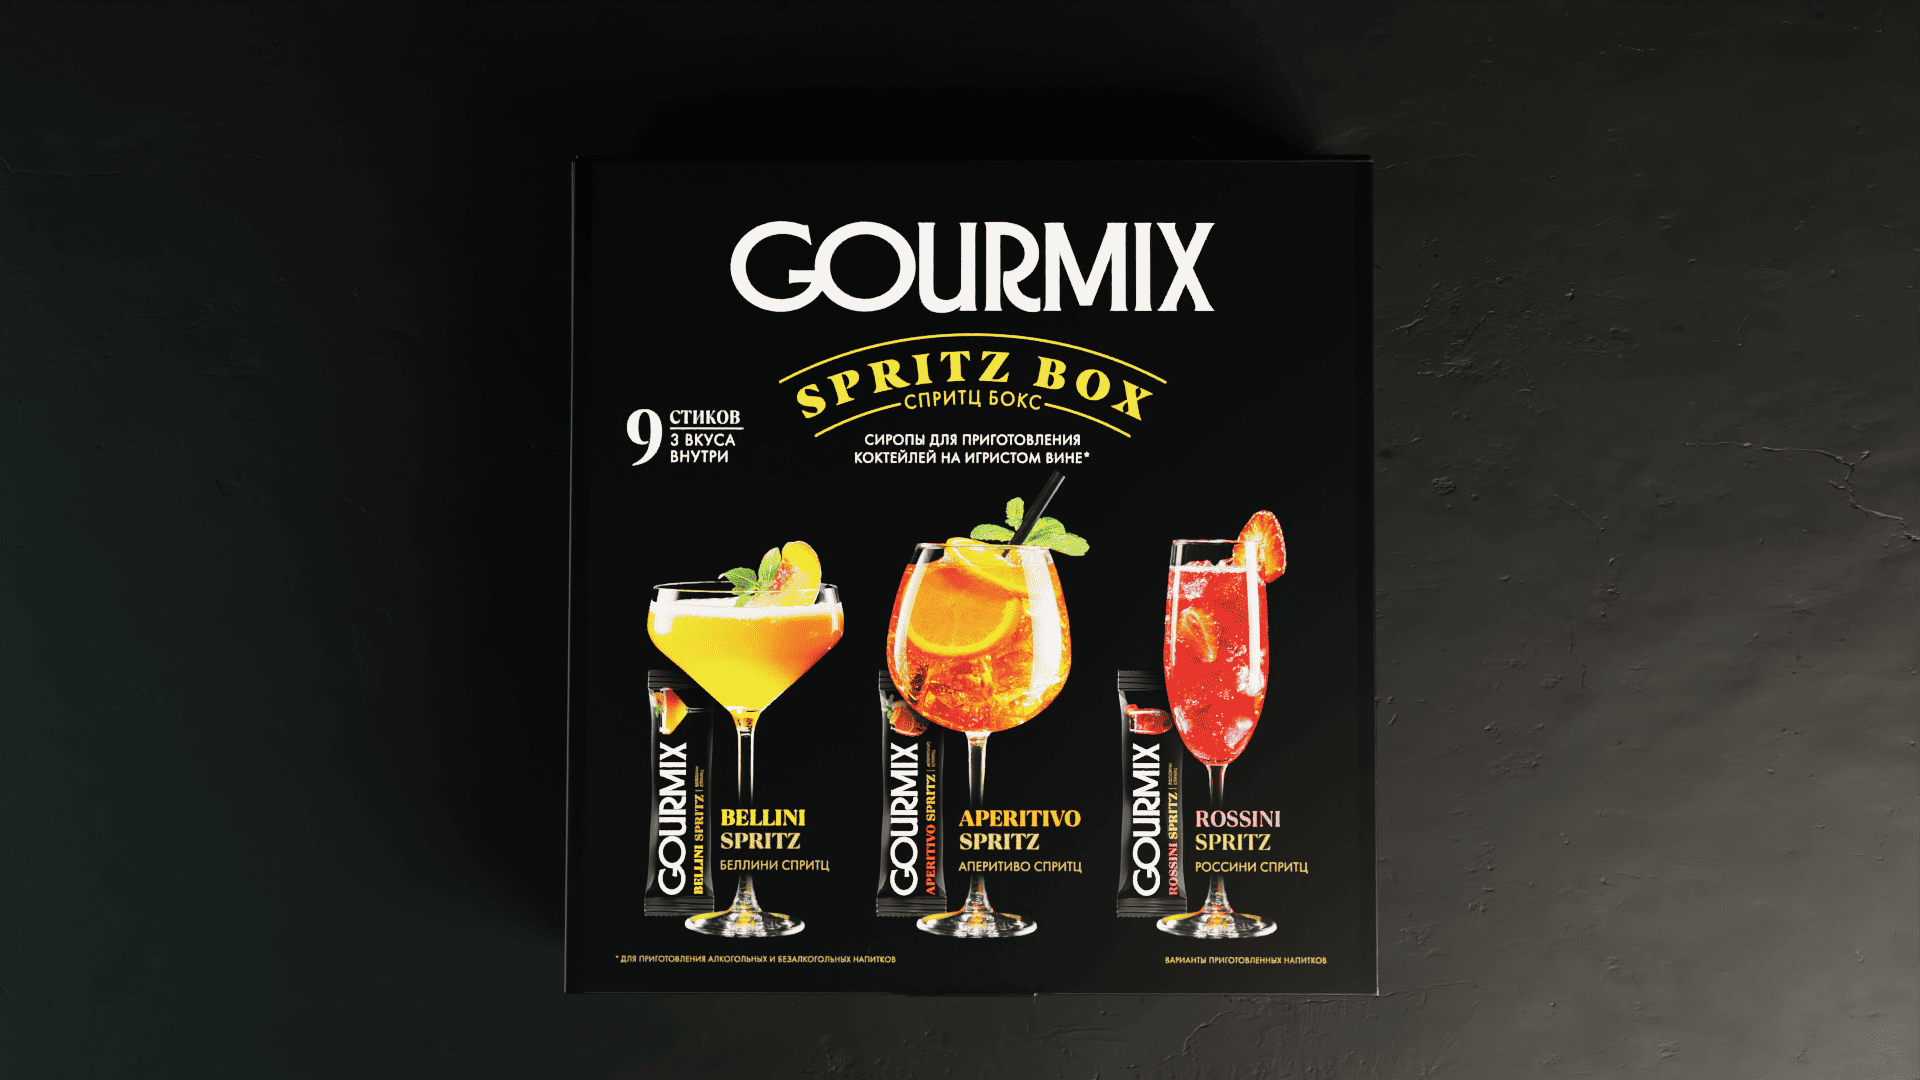 GOURMIX
SPRITZ BOX
СПРИТЦ БОКС
9 СТИКОВ
3 ВКУСА
ВНУТРИ
СИРОПЫ ДЛЯ ПРИГОТОВЛЕНИЯ
КОКТЕЙЛЕЙ НА ИГРИСТОМ ВИНЕ*
GOURMIX
BELLINI SPRITZ
BELLINI
SPRITZ
БЕЛЛИНИ СПРИТЦ
GOURMIX
APERITIVO SPRITZ
APERITIVO
SPRITZ
АПЕРИТИВО СПРИТЦ
GOURMIX
ROSSINI SPRITZ
ROSSINI
SPRITZ
РОССИНИ СПРИТЦ
* ДЛЯ ПРИГОТОВЛЕНИЯ АЛКОГОЛЬНЫХ И БЕЗАЛКОГОЛЬНЫХ НАПИТКОВ
ВАРИАНТЫ ПРИГОТОВЛЕННЫХ НАПИТКОВ